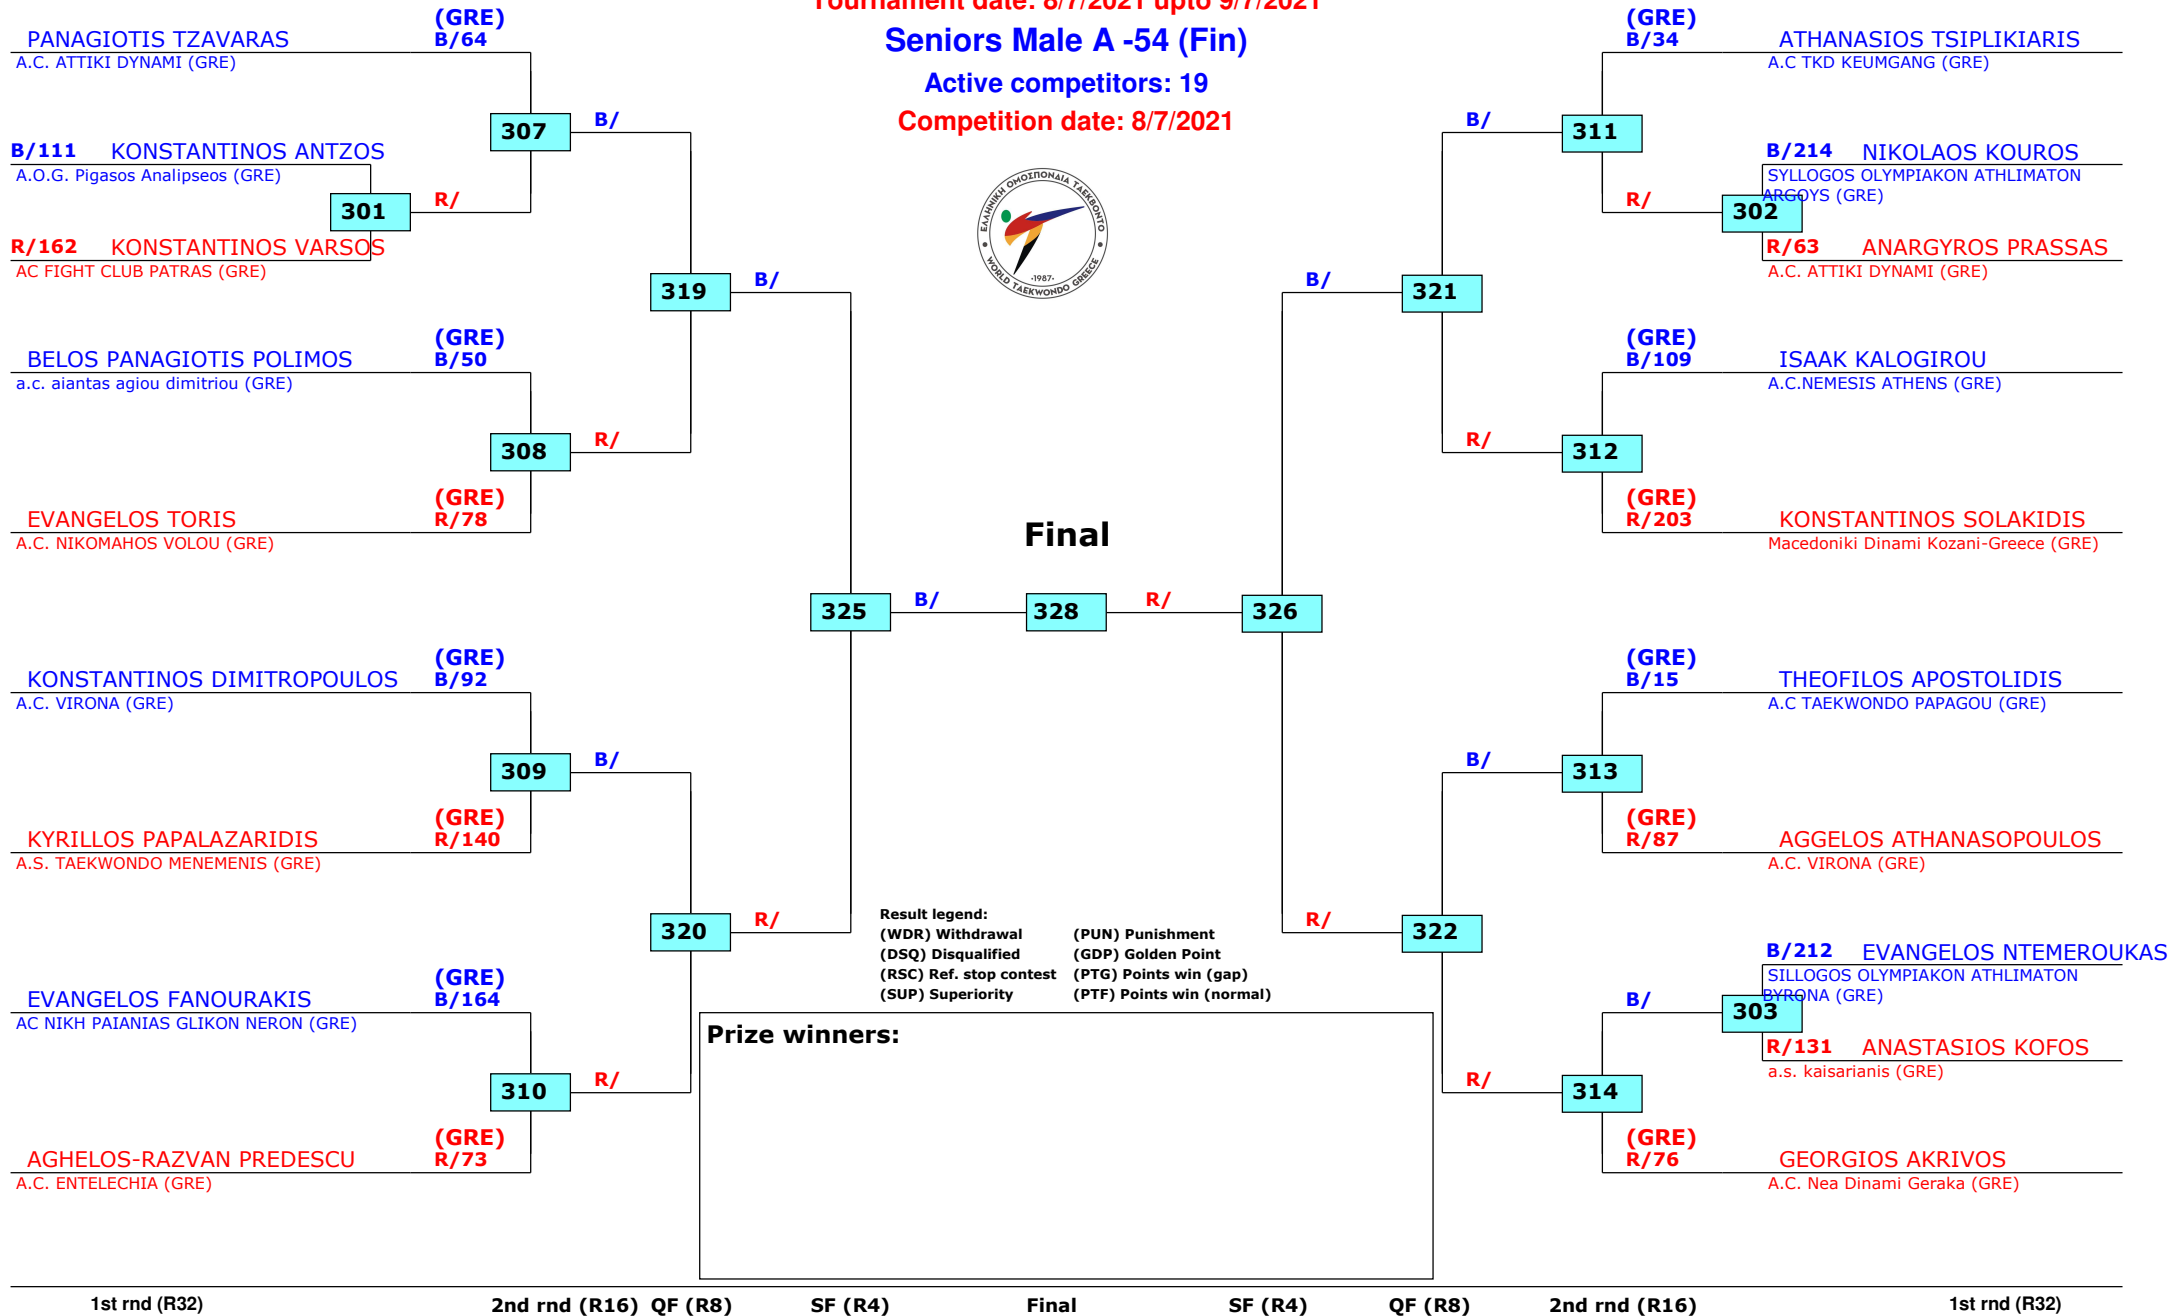 Tournament date: 8/7/2021 upto 9/7/2021
Seniors Male A -54 (Fin)
Active competitors: 19
Competition date: 8/7/2021
ΕΛΛΗΝΙΚΗ ΟΜΟΣΠΟΝΔΙΑ ΤΑΕΚΒΟΝΤΟ
·1987·
WORLD TAEKWONDO GREECE
(GRE)
PANAGIOTIS TZAVARAS B/64
A.C. ATTIKI DYNAMI (GRE)
307 B/
B/111 KONSTANTINOS ANTZOS
A.O.G. Pigasos Analipseos (GRE)
301 R/
R/162 KONSTANTINOS VARSOS
AC FIGHT CLUB PATRAS (GRE)
319 B/
(GRE)
BELOS PANAGIOTIS POLIMOS B/50
a.c. aiantas agiou dimitriou (GRE)
308 R/
(GRE)
EVANGELOS TORIS R/78
A.C. NIKOMAHOS VOLOU (GRE)
325 B/
(GRE)
KONSTANTINOS DIMITROPOULOS B/92
A.C. VIRONA (GRE)
309 B/
(GRE)
KYRILLOS PAPALAZARIDIS R/140
A.S. TAEKWONDO MENEMENIS (GRE)
320 R/
(GRE)
EVANGELOS FANOURAKIS B/164
AC NIKH PAIANIAS GLIKON NERON (GRE)
310 R/
(GRE)
AGHELOS-RAZVAN PREDESCU R/73
A.C. ENTELECHIA (GRE)
Final
328
(GRE)
B/34 ATHANASIOS TSIPLIKIARIS
A.C TKD KEUMGANG (GRE)
B/ 311
B/214 NIKOLAOS KOUROS
SYLLOGOS OLYMPIAKON ATHLIMATON
ARGOYS (GRE)
R/ 302
R/63 ANARGYROS PRASSAS
A.C. ATTIKI DYNAMI (GRE)
B/ 321
(GRE)
B/109 ISAAK KALOGIROU
A.C.NEMESIS ATHENS (GRE)
R/ 312
(GRE)
R/203 KONSTANTINOS SOLAKIDIS
Macedoniki Dinami Kozani-Greece (GRE)
R/ 326
(GRE)
B/15 THEOFILOS APOSTOLIDIS
A.C TAEKWONDO PAPAGOU (GRE)
B/ 313
(GRE)
R/87 AGGELOS ATHANASOPOULOS
A.C. VIRONA (GRE)
R/ 322
B/212 EVANGELOS NTEMEROUKAS
SILLOGOS OLYMPIAKON ATHLIMATON
BYRONA (GRE)
B/ 303
R/131 ANASTASIOS KOFOS
a.s. kaisarianis (GRE)
R/ 314
(GRE)
R/76 GEORGIOS AKRIVOS
A.C. Nea Dinami Geraka (GRE)
Result legend:
(WDR) Withdrawal (PUN) Punishment
(DSQ) Disqualified (GDP) Golden Point
(RSC) Ref. stop contest (PTG) Points win (gap)
(SUP) Superiority (PTF) Points win (normal)
Prize winners:
1st rnd (R32) 2nd rnd (R16) QF (R8) SF (R4) Final SF (R4) QF (R8) 2nd rnd (R16) 1st rnd (R32)